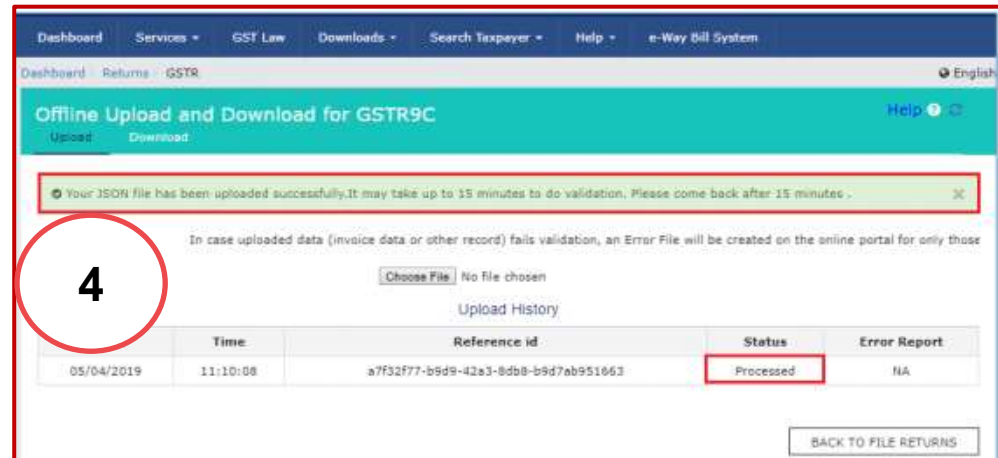 Dashboard Services GST Law Downloads Search Taxpayer Help e-Way Bill System
Dashboard Returns GSTR English
Offline Upload and Download for GSTR9C Help ?
Upload Download
Your JSON file has been uploaded successfully.It may take up to 15 minutes to do validation. Please come back after 15 minutes . ×
In case uploaded data (invoice data or other record) fails validation, an Error File will be created on the online portal for only those
4
Choose File No file chosen
Upload History
Time Reference id Status Error Report
05/04/2019 11:10:08 a7f32f77-b9d9-42a3-8db8-b9d7ab951663 Processed NA
BACK TO FILE RETURNS